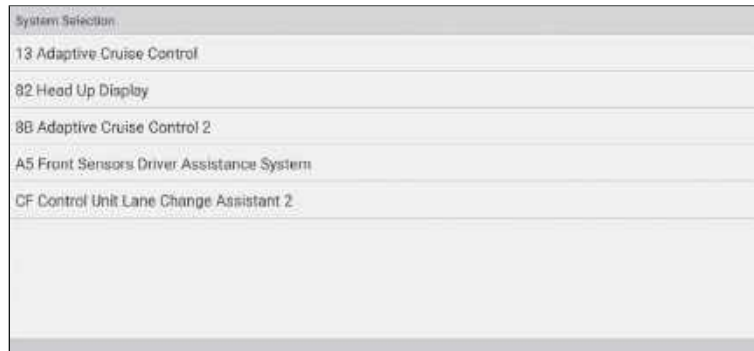 System Selection
13 Adaptive Cruise Control
82 Head Up Display
8B Adaptive Cruise Control 2
A5 Front Sensors Driver Assistance System
CF Control Unit Lane Change Assistant 2